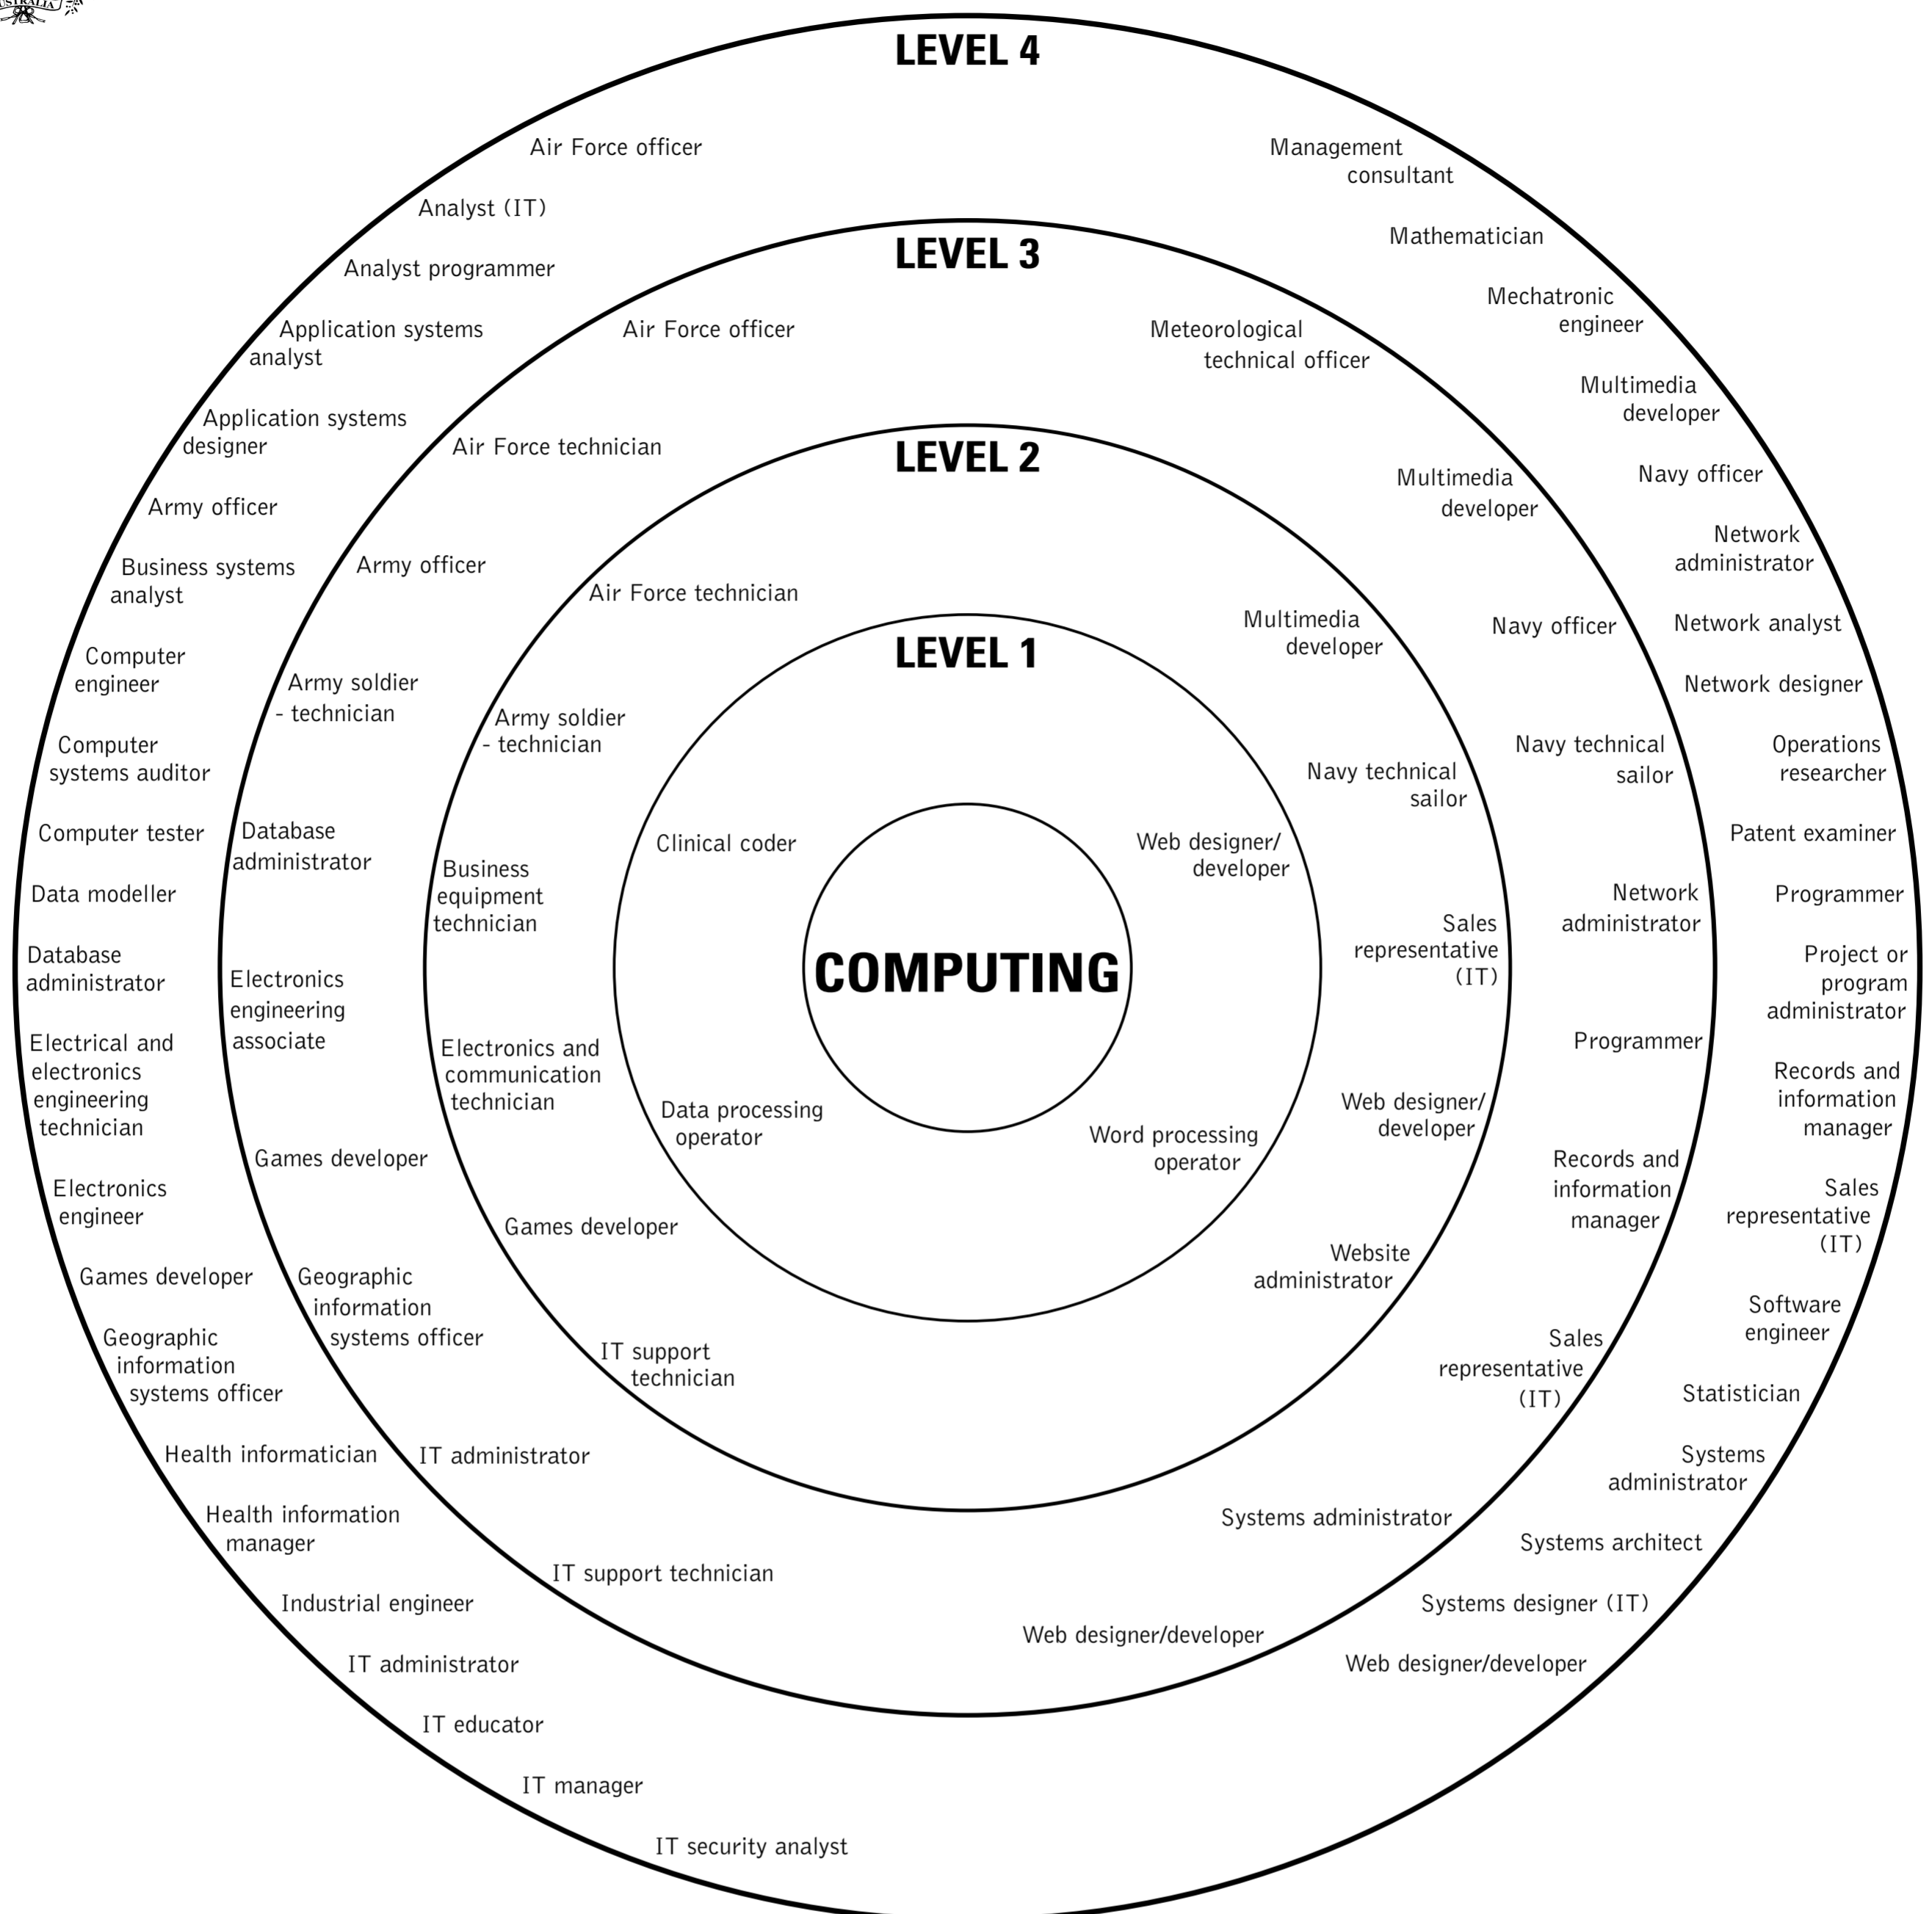 AUSTRALIA
LEVEL 4
Air Force officer
Analyst (IT)
Analyst programmer
Application systems
analyst
Application systems
designer
Army officer
Business systems
analyst
Computer
engineer
Computer
systems auditor
Computer tester
Data modeller
Database
administrator
Electrical and
electronics
engineering
technician
Electronics
engineer
Games developer
Geographic
information
systems officer
Health informatician
Health information
manager
Industrial engineer
IT administrator
IT educator
IT manager
IT security analyst
Management
consultant
Mathematician
Mechatronic
engineer
Multimedia
developer
Navy officer
Network
administrator
Network analyst
Network designer
Operations
researcher
Patent examiner
Programmer
Project or
program
administrator
Records and
information
manager
Sales
representative
(IT)
Software
engineer
Statistician
Systems
administrator
Systems architect
Systems designer (IT)
Web designer/developer
LEVEL 3
Air Force officer
Air Force technician
Army officer
Army soldier
- technician
Database
administrator
Electronics
engineering
associate
Games developer
Geographic
information
systems officer
IT administrator
IT support technician
Meteorological
technical officer
Multimedia
developer
Navy officer
Navy technical
sailor
Network
administrator
Programmer
Records and
information
manager
Sales
representative
(IT)
Systems administrator
Web designer/developer
LEVEL 2
Air Force technician
Army soldier
- technician
Business
equipment
technician
Electronics and
communication
technician
Games developer
IT support
technician
Multimedia
developer
Navy technical
sailor
Sales
representative
(IT)
Web designer/
developer
Website
administrator
LEVEL 1
Clinical coder
Data processing
operator
Web designer/
developer
Word processing
operator
COMPUTING